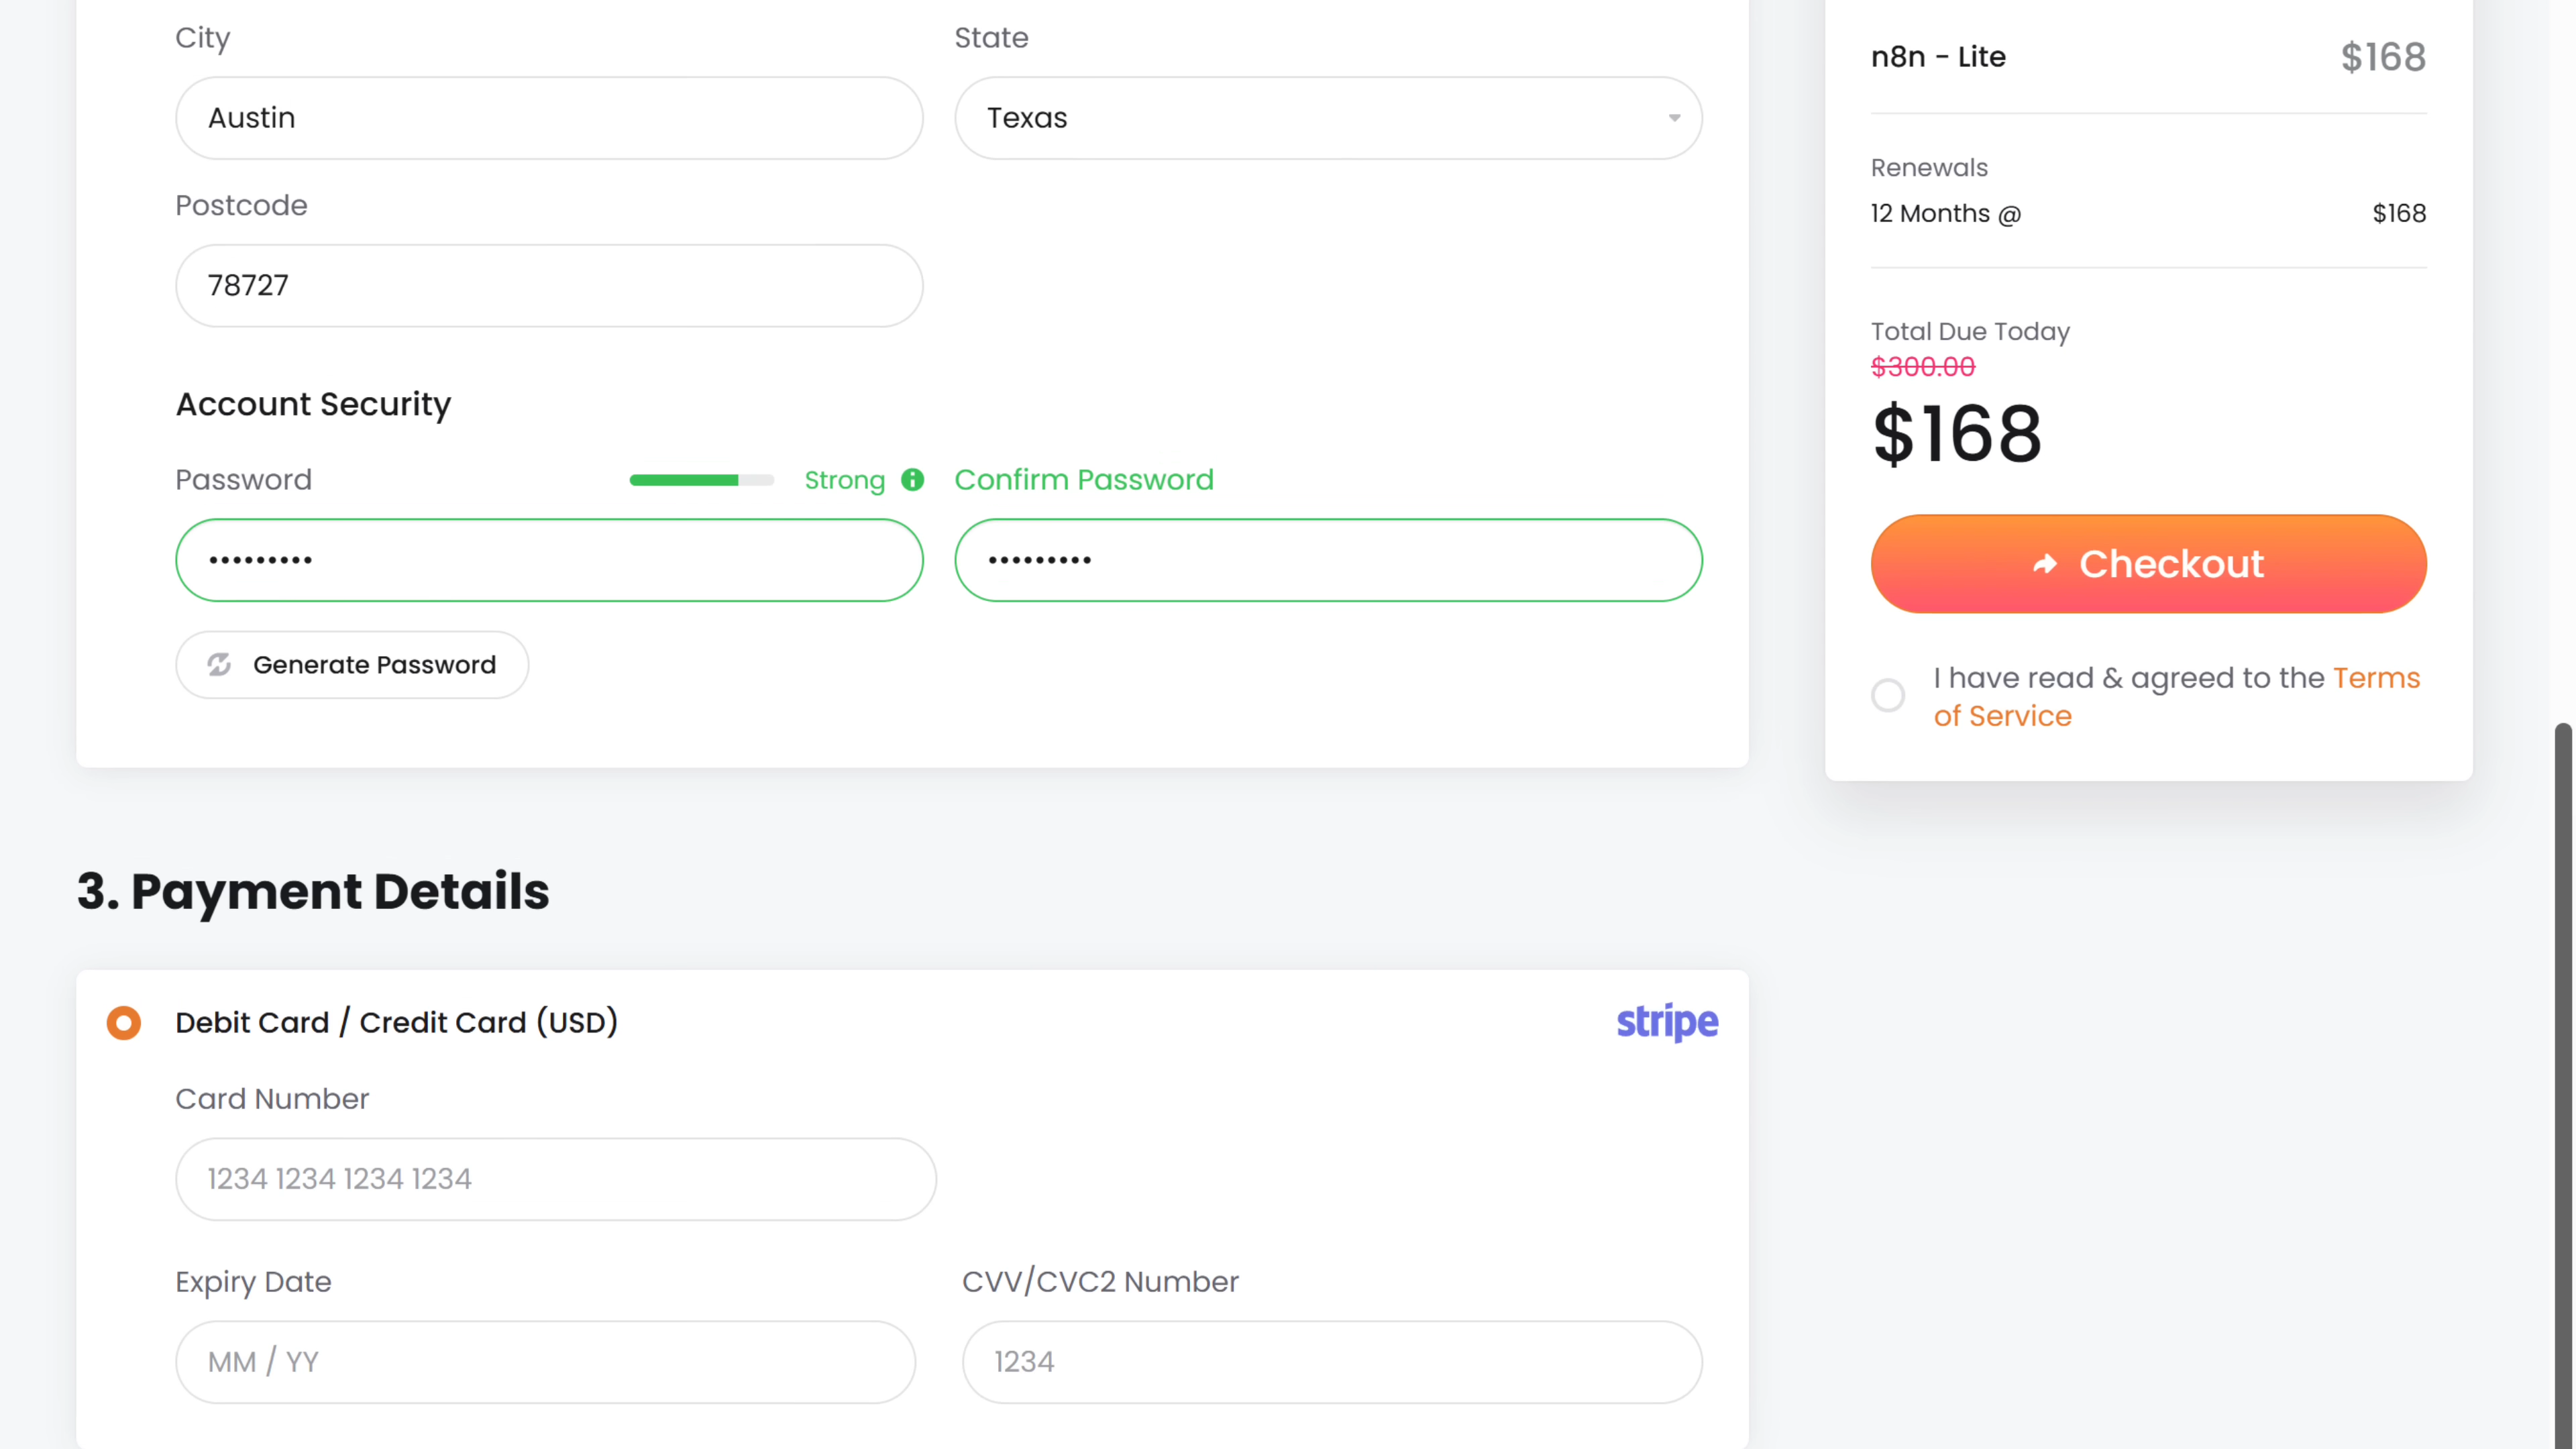 City
State
Austin
Texas
Postcode
78727
Account Security
Password
Strong
Confirm Password
•••••••••
•••••••••
Generate Password
3. Payment Details
Debit Card / Credit Card (USD)
stripe
Card Number
1234 1234 1234 1234
Expiry Date
CVV/CVC2 Number
MM / YY
1234
n8n - Lite
$168
Renewals
12 Months @
$168
Total Due Today
$300.00
$168
Checkout
I have read & agreed to the Terms
of Service